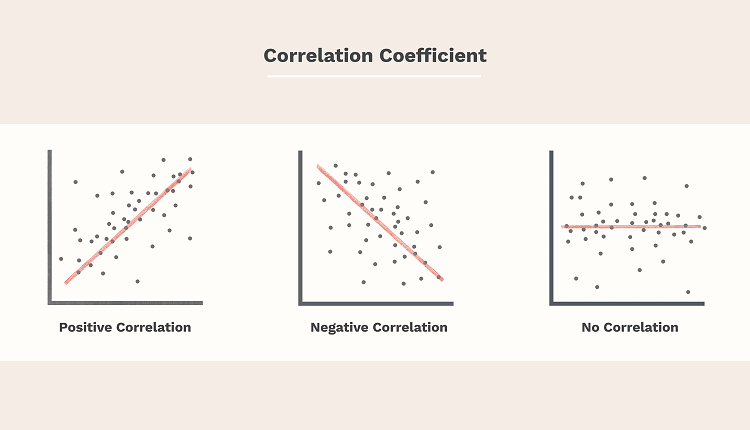 Correlation Coefficient
Positive Correlation
Negative Correlation
No Correlation